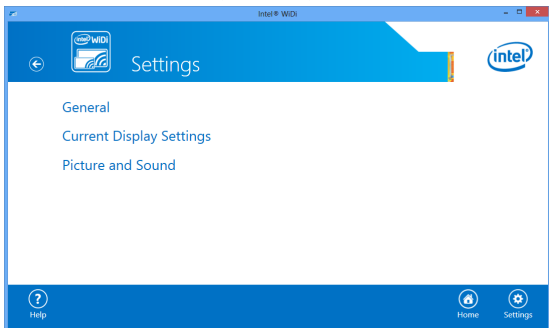 Intel® WiDi
intel WiDi
Settings
intel
General
Current Display Settings
Picture and Sound
Help
Home
Settings